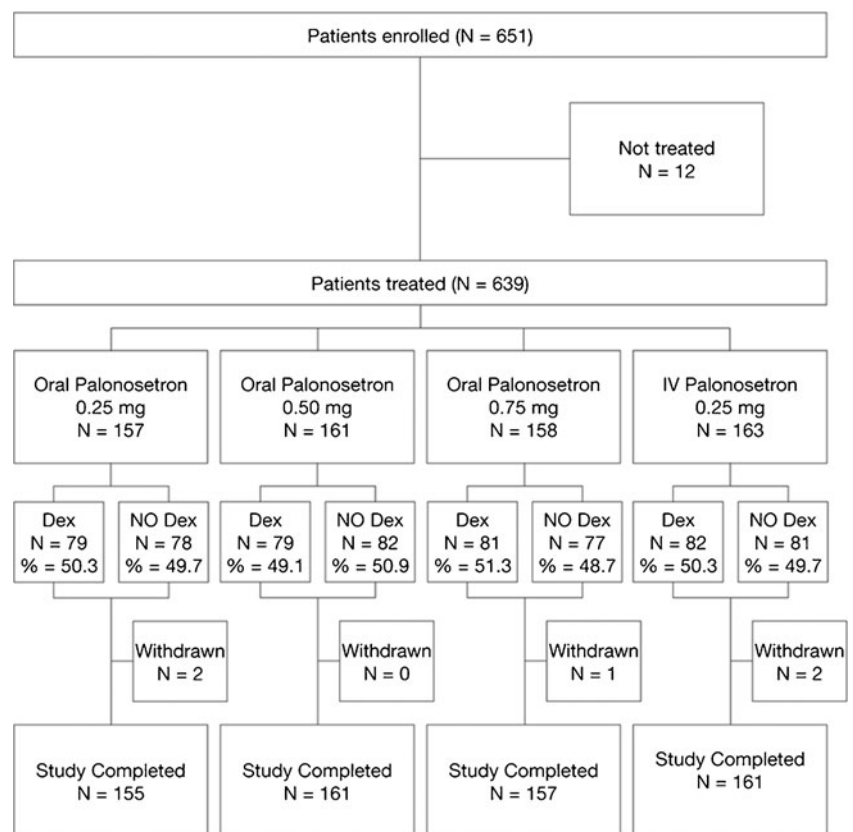 Patients enrolled (N = 651)
Not treated
N = 12
Patients treated (N = 639)
Oral Palonosetron
0.25 mg
N = 157
Oral Palonosetron
0.50 mg
N = 161
Oral Palonosetron
0.75 mg
N = 158
IV Palonosetron
0.25 mg
N = 163
Dex
N = 79
% = 50.3
NO Dex
N = 78
% = 49.7
Dex
N = 79
% = 49.1
NO Dex
N = 82
% = 50.9
Dex
N = 81
% = 51.3
NO Dex
N = 77
% = 48.7
Dex
N = 82
% = 50.3
NO Dex
N = 81
% = 49.7
Withdrawn
N = 2
Withdrawn
N = 0
Withdrawn
N = 1
Withdrawn
N = 2
Study Completed
N = 155
Study Completed
N = 161
Study Completed
N = 157
Study Completed
N = 161